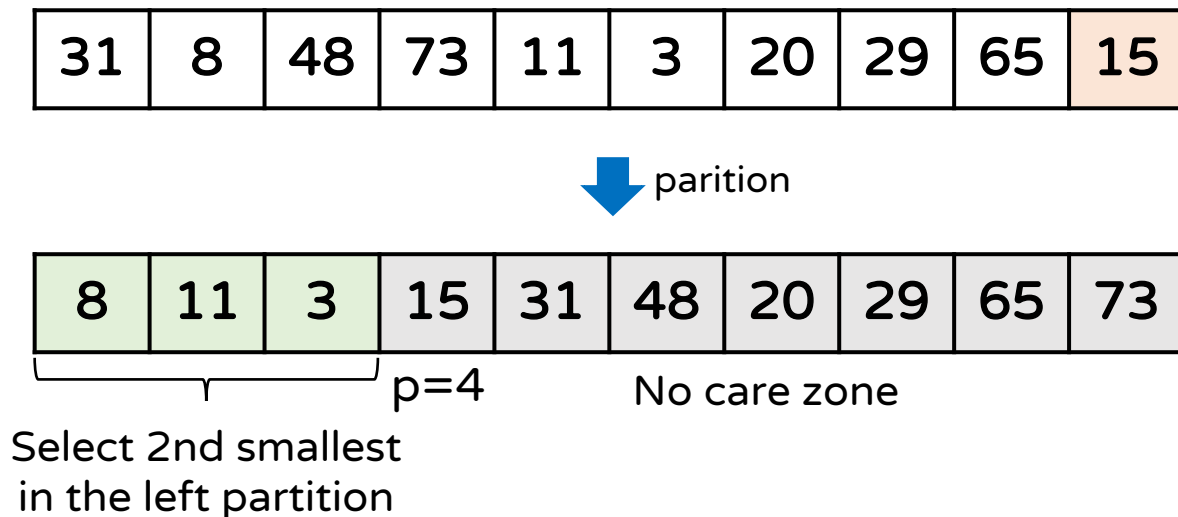 31 8 48 73 11 3 20 29 65 15
parition
8 11 3 15 31 48 20 29 65 73
p=4 No care zone
Select 2nd smallest
in the left partition